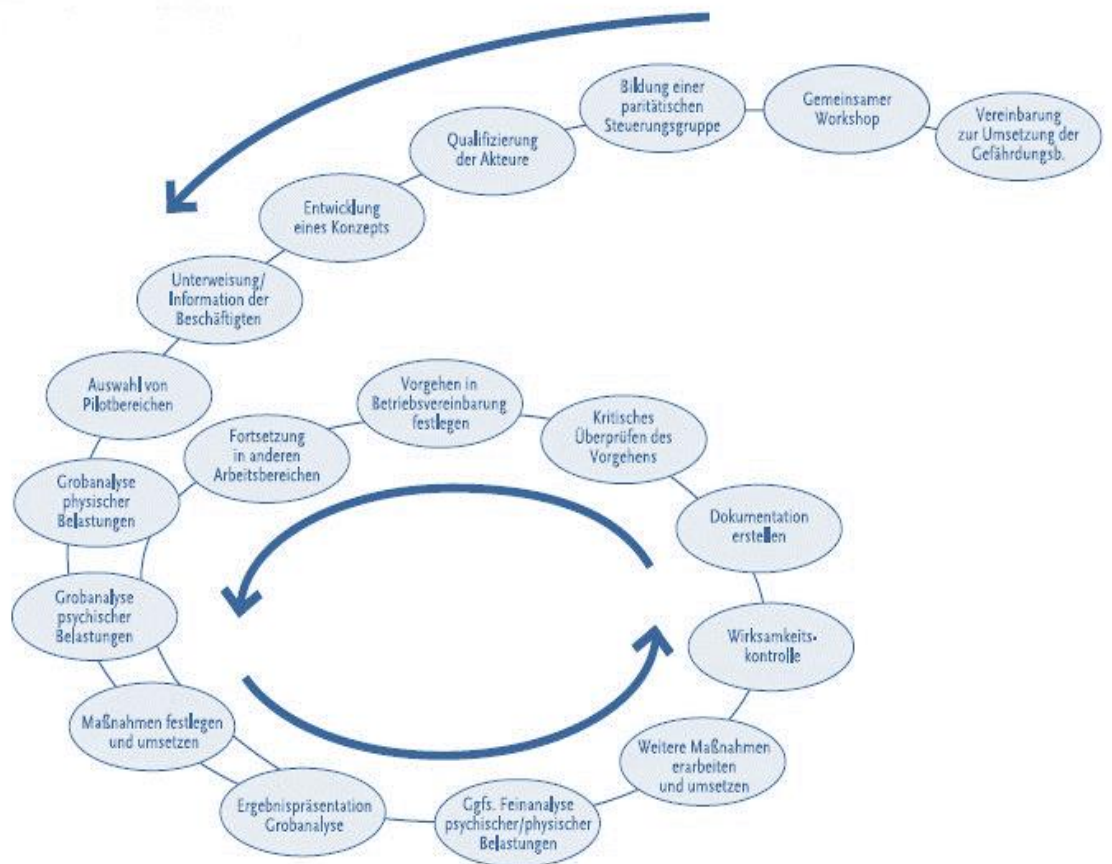 Vereinbarung
zur Umsetzung der
Gefährdungsb.
Gemeinsamer
Workshop
Bildung einer
paritätischen
Steuerungsgruppe
Qualifizierung
der Akteure
Entwicklung
eines Konzepts
Unterweisung/
Information der
Beschäftigten
Auswahl von
Pilotbereichen
Grobanalyse
physischer
Belastungen
Grobanalyse
psychischer
Belastungen
Maßnahmen festlegen
und umsetzen
Ergebnispräsentation
Grobanalyse
Ggfs. Feinanalyse
psychischer/physischer
Belastungen
Weitere Maßnahmen
erarbeiten
und umsetzen
Wirksamkeits-
kontrolle
Dokumentation
erstellen
Kritisches
Überprüfen des
Vorgehens
Vorgehen in
Betriebsvereinbarung
festlegen
Fortsetzung
in anderen
Arbeitsbereichen